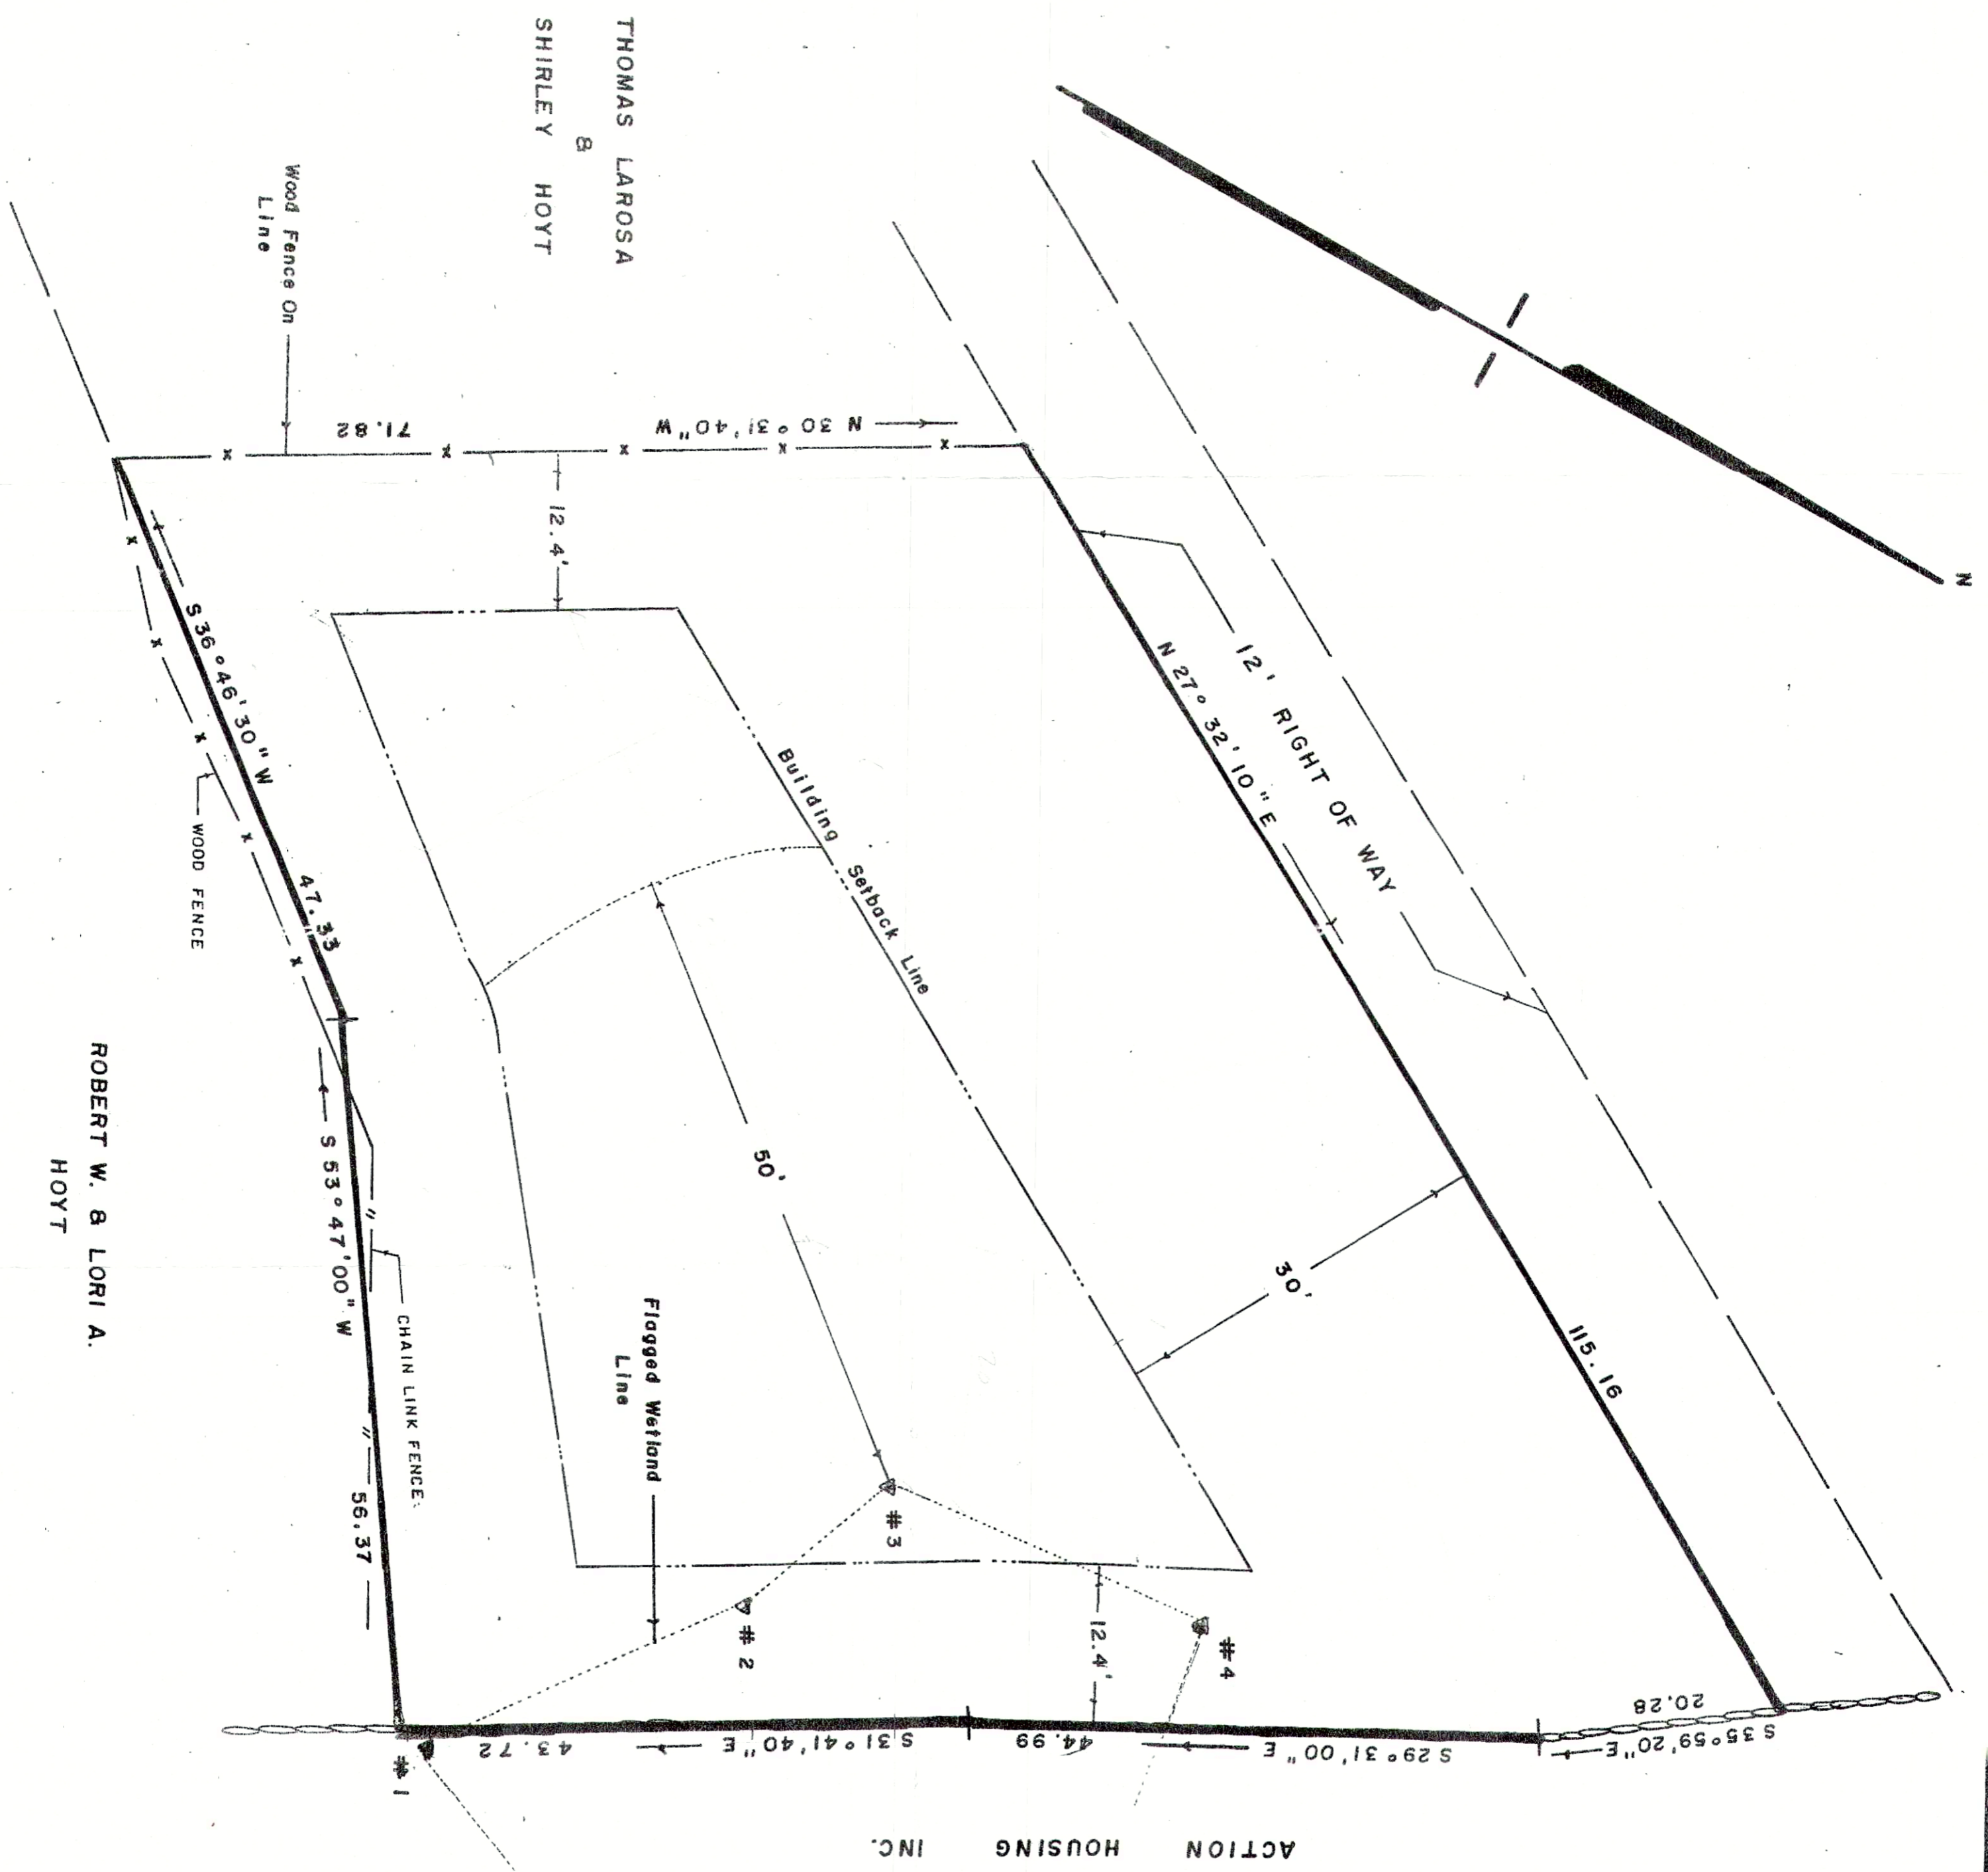 N
THOMAS LAROSA
&
SHIRLEY HOYT
Wood Fence On
Line
N 30° 31' 40" W
71.82
12.4'
12' RIGHT OF WAY
N 27° 32' 10" E
115.16
Building Setback Line
S 36° 46' 30" W
47.33
WOOD FENCE
50'
30'
S 53° 47' 00" W
56.37
CHAIN LINK FENCE
Flagged Wetland
Line
ROBERT W. & LORI A.
HOYT
#3
#2
#4
12.4'
#1
S 35° 59' 20" E
20.28
S 29° 31' 00" E
44.99
S 31° 41' 40" E
43.72
ACTION HOUSING INC.